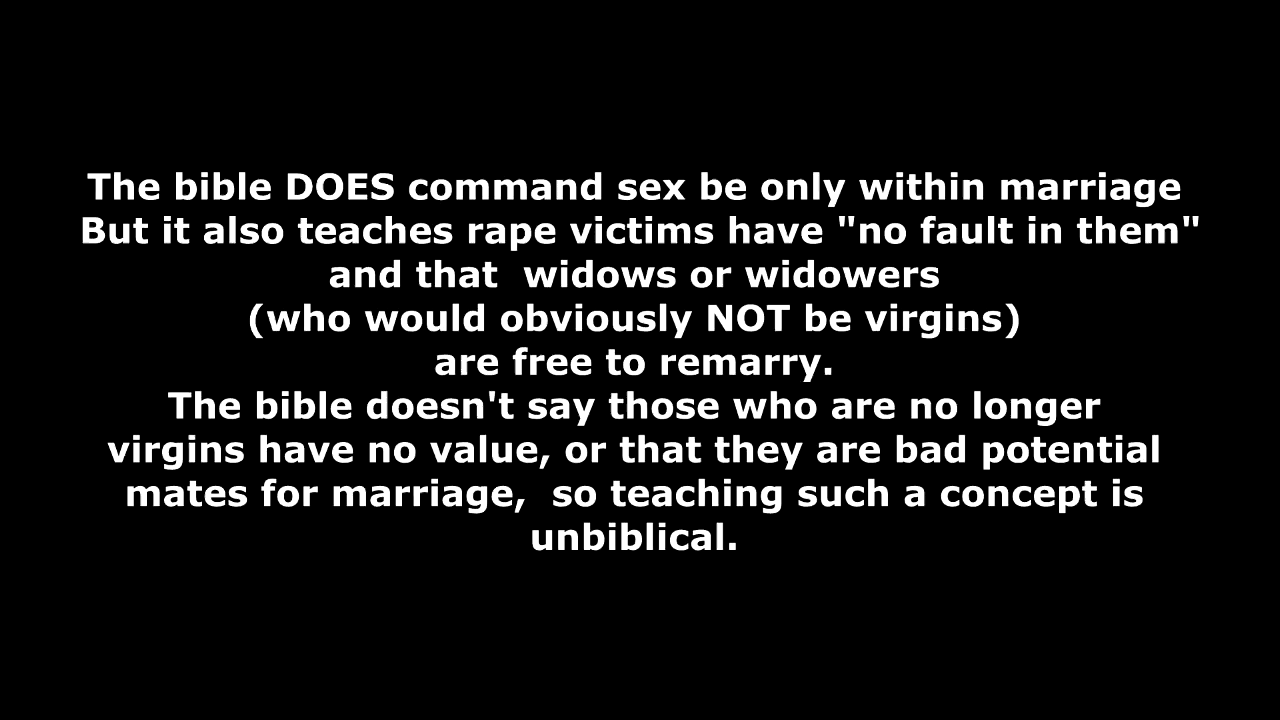 The bible DOES command sex be only within marriage
But it also teaches rape victims have "no fault in them"
and that  widows or widowers
(who would obviously NOT be virgins)
are free to remarry.
The bible doesn't say those who are no longer
virgins have no value, or that they are bad potential
mates for marriage,  so teaching such a concept is
unbiblical.